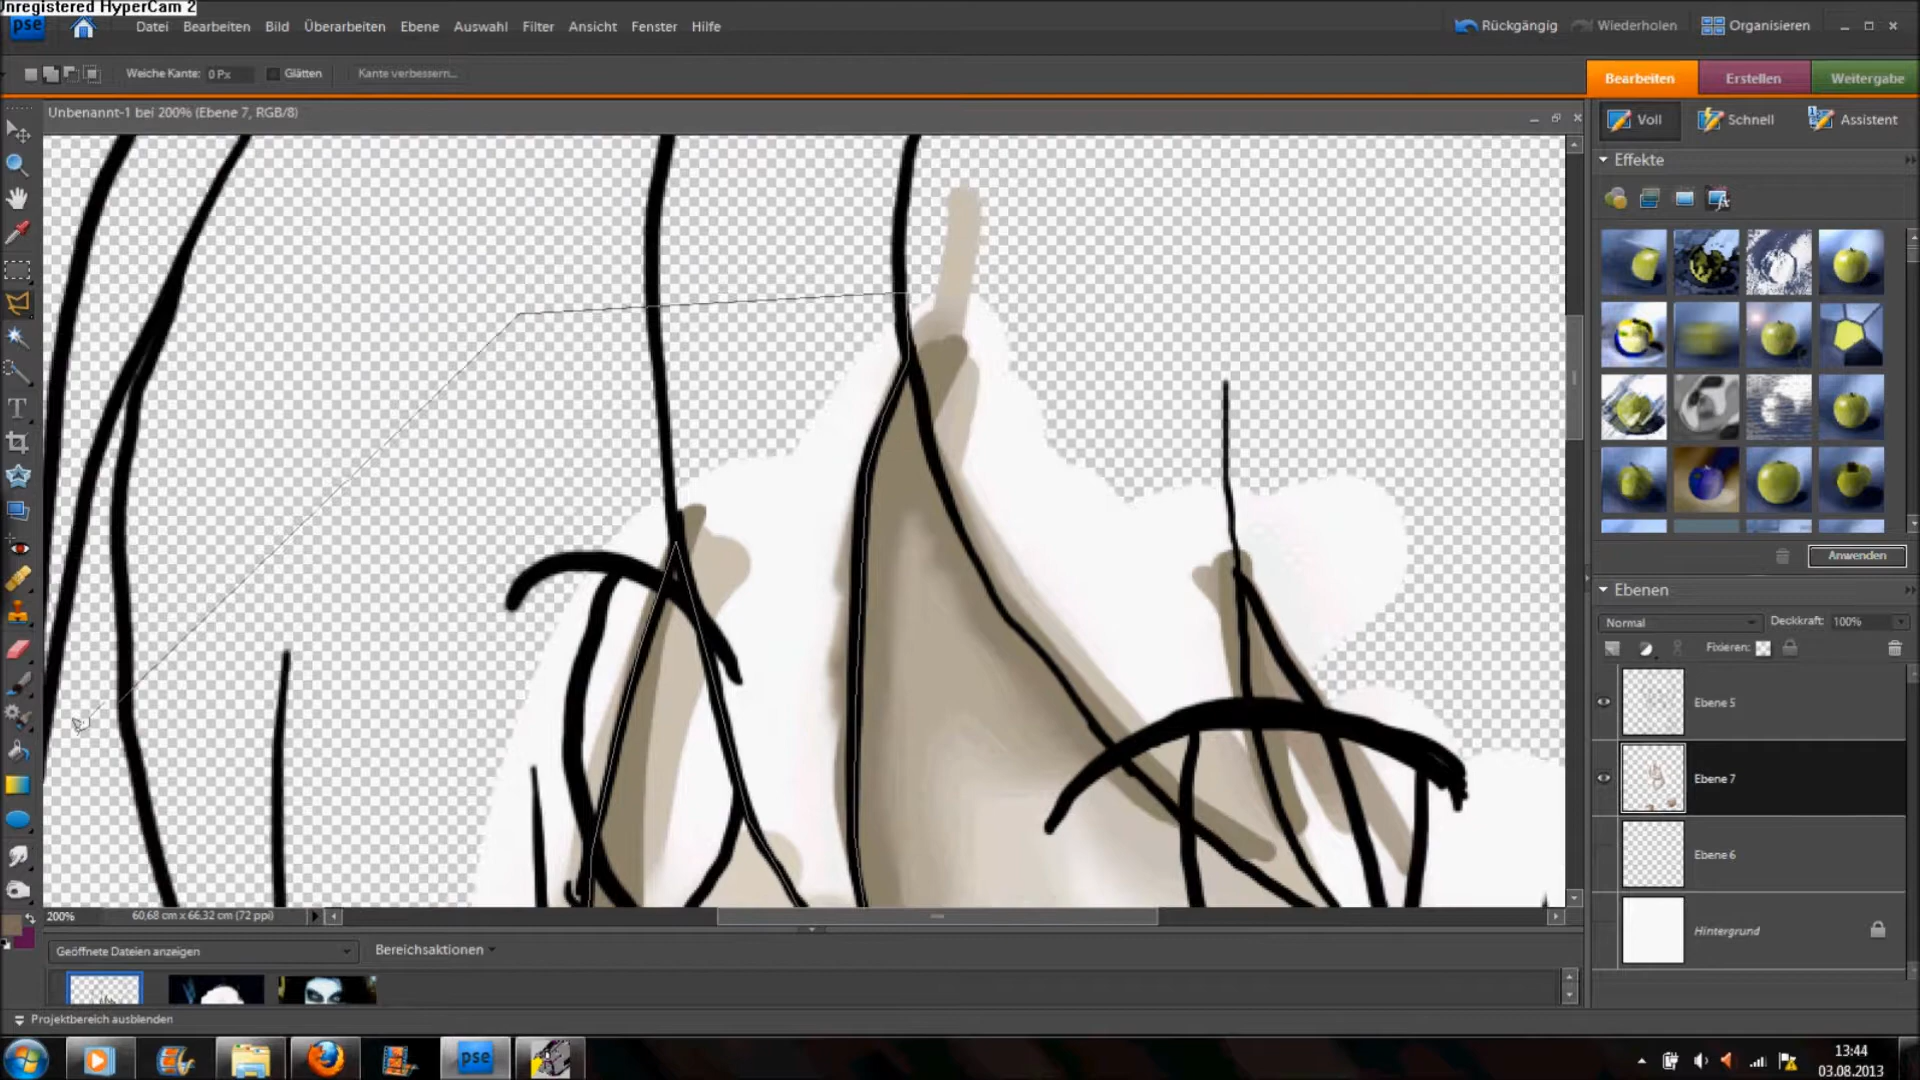 Unregistered HyperCam 2
pse
Datei Bearbeiten Bild Überarbeiten Ebene Auswahl Filter Ansicht Fenster Hilfe
Rückgängig Wiederholen Organisieren
Weiche Kante: 0 Px Glätten Kante verbessern...
Bearbeiten Erstellen Weitergabe
Unbenannt-1 bei 200% (Ebene 7, RGB/8)
Voll Schnell Assistent
Effekte
Anwenden
Ebenen
Normal Deckkraft: 100%
Fixieren:
Ebene 5
Ebene 7
Ebene 6
Hintergrund
200% 60,68 cm x 66,32 cm (72 ppi)
Geöffnete Dateien anzeigen Bereichsaktionen
Projektbereich ausblenden
pse
13:44
03.08.2013